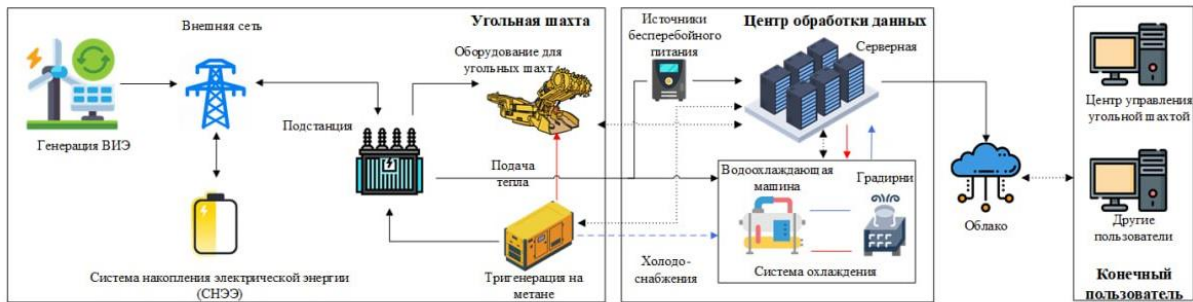 Внешняя сеть
Генерация ВИЭ
Система накопления электрической энергии
(СНЭЭ)
Подстанция
Угольная шахта
Оборудование для
угольных шахт
Подача
тепла
Тригенерация на
метане
Источники
бесперебойного
питания
Центр обработки данных
Серверная
Водоохлаждающая
машина
Градирни
Система охлаждения
Холодо-
снабжения
Облако
Центр управления
угольной шахтой
Другие
пользователи
Конечный
пользователь